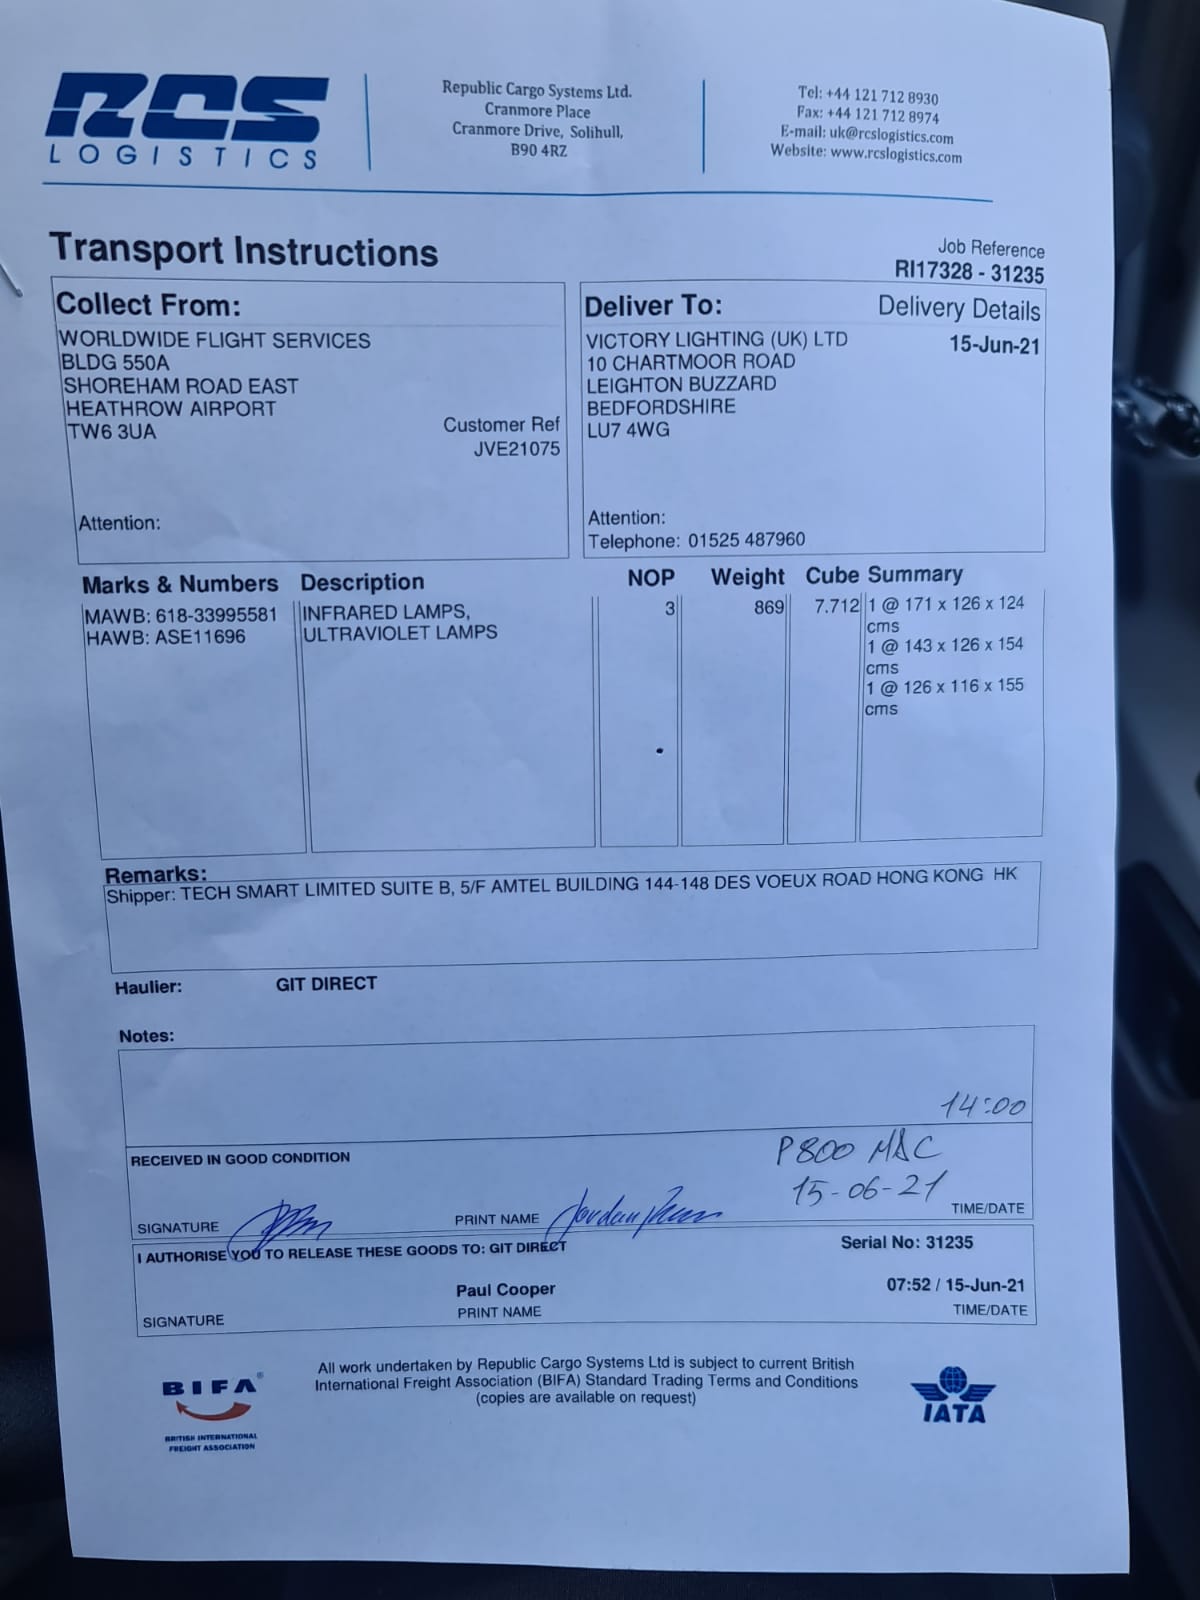 RCS
LOGISTICS
Republic Cargo Systems Ltd.
Cranmore Place
Cranmore Drive, Solihull,
B90 4RZ
Tel: +44 121 712 8930
Fax: +44 121 712 8974
E-mail: uk@rcslogistics.com
Website: www.rcslogistics.com
Transport Instructions
Job Reference
RI17328 - 31235
Collect From:
WORLDWIDE FLIGHT SERVICES
BLDG 550A
SHOREHAM ROAD EAST
HEATHROW AIRPORT
TW6 3UA
Customer Ref
JVE21075
Attention:
Deliver To:
Delivery Details
VICTORY LIGHTING (UK) LTD
15-Jun-21
10 CHARTMOOR ROAD
LEIGHTON BUZZARD
BEDFORDSHIRE
LU7 4WG
Attention:
Telephone: 01525 487960
Marks & Numbers Description NOP Weight Cube Summary
MAWB: 618-33995581 INFRARED LAMPS, 3 869 7.712 1 @ 171 x 126 x 124
HAWB: ASE11696 ULTRAVIOLET LAMPS cms
1 @ 143 x 126 x 154
cms
1 @ 126 x 116 x 155
cms
Remarks:
Shipper: TECH SMART LIMITED SUITE B, 5/F AMTEL BUILDING 144-148 DES VOEUX ROAD HONG KONG HK
Haulier: GIT DIRECT
Notes:
14:00
RECEIVED IN GOOD CONDITION
P800 MAC
15-06-21
SIGNATURE PRINT NAME TIME/DATE
I AUTHORISE YOU TO RELEASE THESE GOODS TO: GIT DIRECT
Serial No: 31235
Paul Cooper 07:52 / 15-Jun-21
SIGNATURE PRINT NAME TIME/DATE
BIFA
BRITISH INTERNATIONAL
FREIGHT ASSOCIATION
All work undertaken by Republic Cargo Systems Ltd is subject to current British
International Freight Association (BIFA) Standard Trading Terms and Conditions
(copies are available on request)
IATA